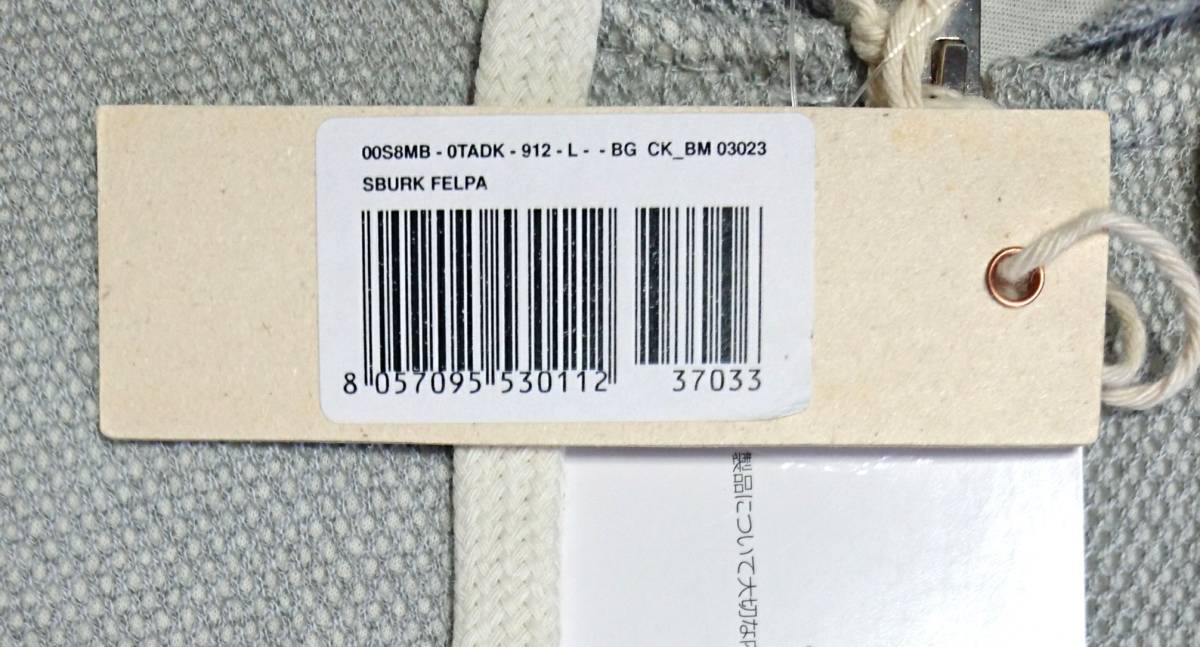 00S8MB - 0TADK - 912 - L - - BG CK_BM 03023
SBURK FELPA
8 057095 530112 37033
製品について大切な